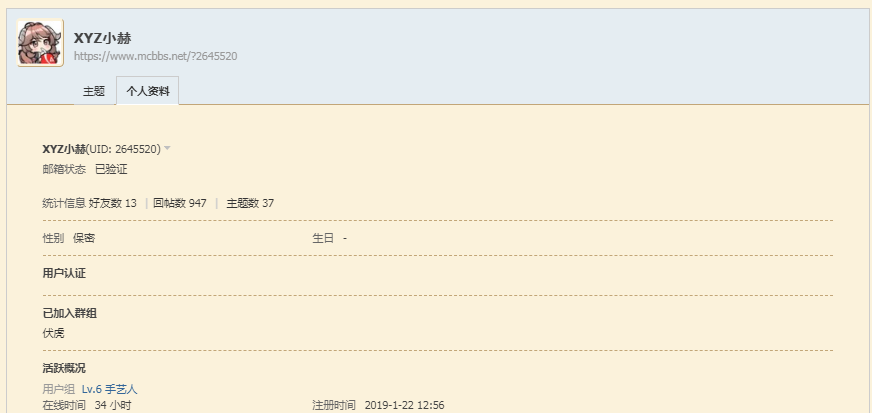 XYZ小赫
https://www.mcbbs.net/?2645520
主题 个人资料
XYZ小赫(UID: 2645520)
邮箱状态 已验证
统计信息 好友数 13 | 回帖数 947 | 主题数 37
性别 保密 生日 -
用户认证
已加入群组
伏虎
活跃概况
用户组 Lv.6 手艺人
在线时间 34 小时 注册时间 2019-1-22 12:56